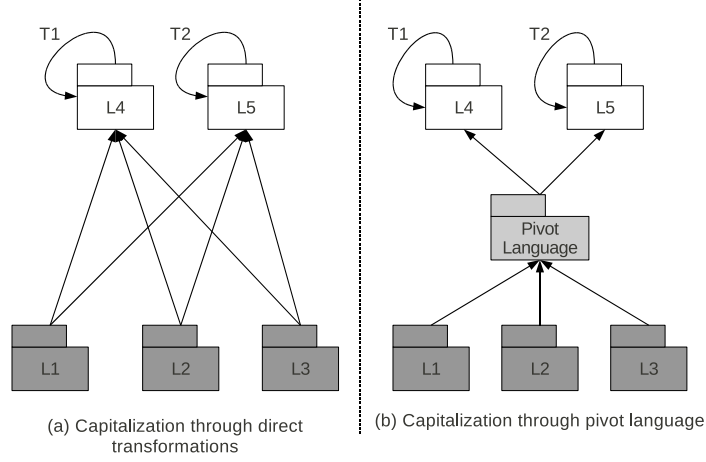 T1
T2
L4
L5
L1
L2
L3
(a) Capitalization through direct
transformations
T1
T2
L4
L5
Pivot
Language
L1
L2
L3
(b) Capitalization through pivot language